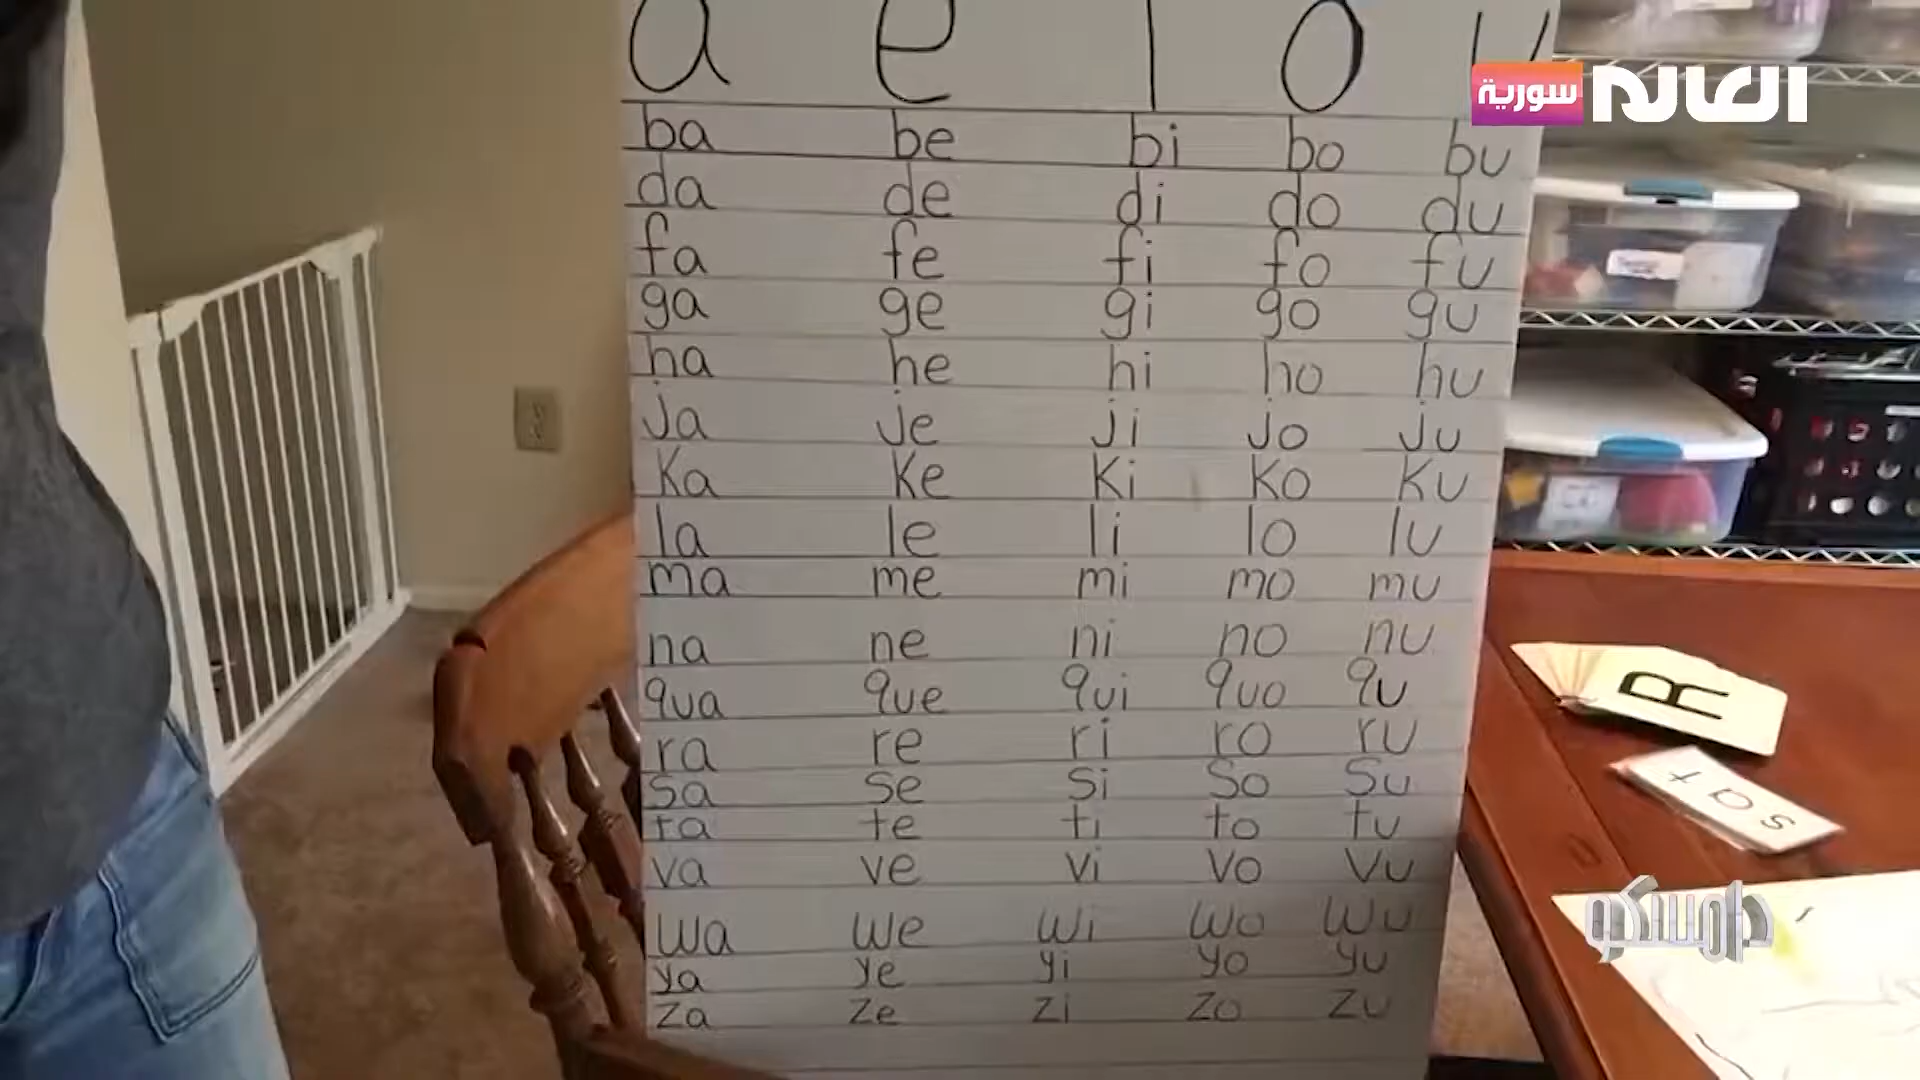 a e i o u
سورية العالم
ba be bi bo bu
da de di do du
fa fe fi fo fu
ga ge gi go gu
ha he hi ho hu
ja je ji jo ju
Ka Ke Ki Ko Ku
la le li lo lu
ma me mi mo mu
na ne ni no nu
qua que qui quo qu
ra re ri ro ru
sa se si so su
ta te ti to tu
va ve vi vo vu
wa we wi wo wu
ya ye yi yo yu
za ze zi zo zu
R
sat
دامسكو